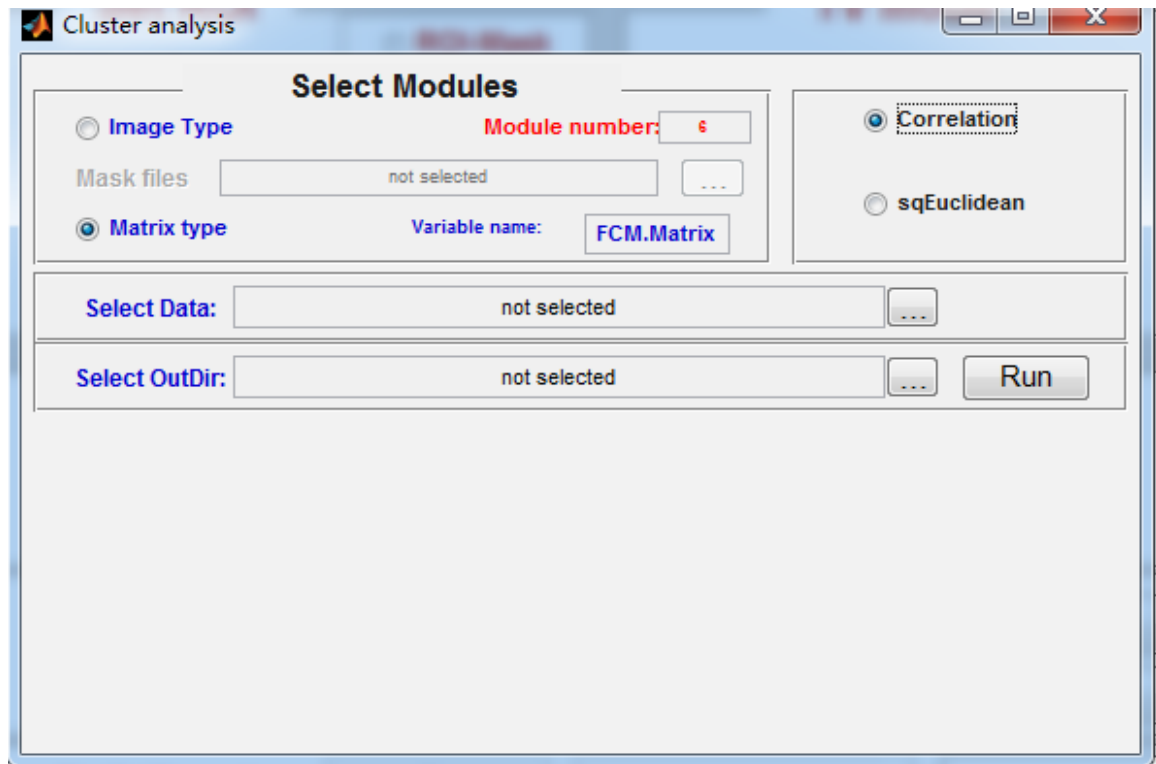 Cluster analysis
Select Modules
Image Type
Module number: 6
Mask files not selected ...
Matrix type
Variable name: FCM.Matrix
Correlation
sqEuclidean
Select Data: not selected ...
Select OutDir: not selected ... Run